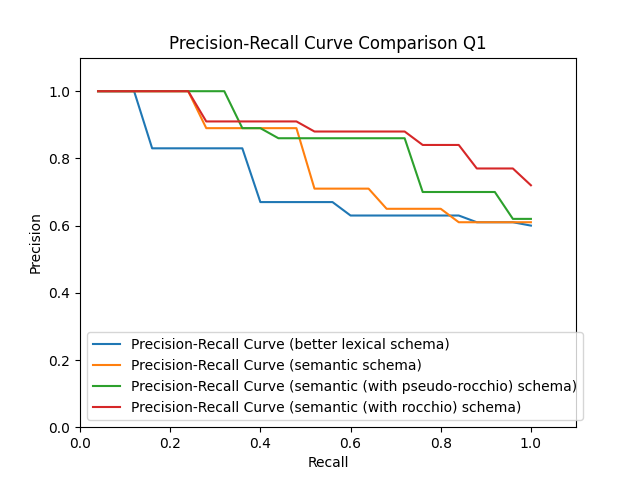 Precision-Recall Curve Comparison Q1
1.0
0.8
0.6
0.4
0.2
0.0
Precision
Precision-Recall Curve (better lexical schema)
Precision-Recall Curve (semantic schema)
Precision-Recall Curve (semantic (with pseudo-rocchio) schema)
Precision-Recall Curve (semantic (with rocchio) schema)
0.0 0.2 0.4 0.6 0.8 1.0
Recall